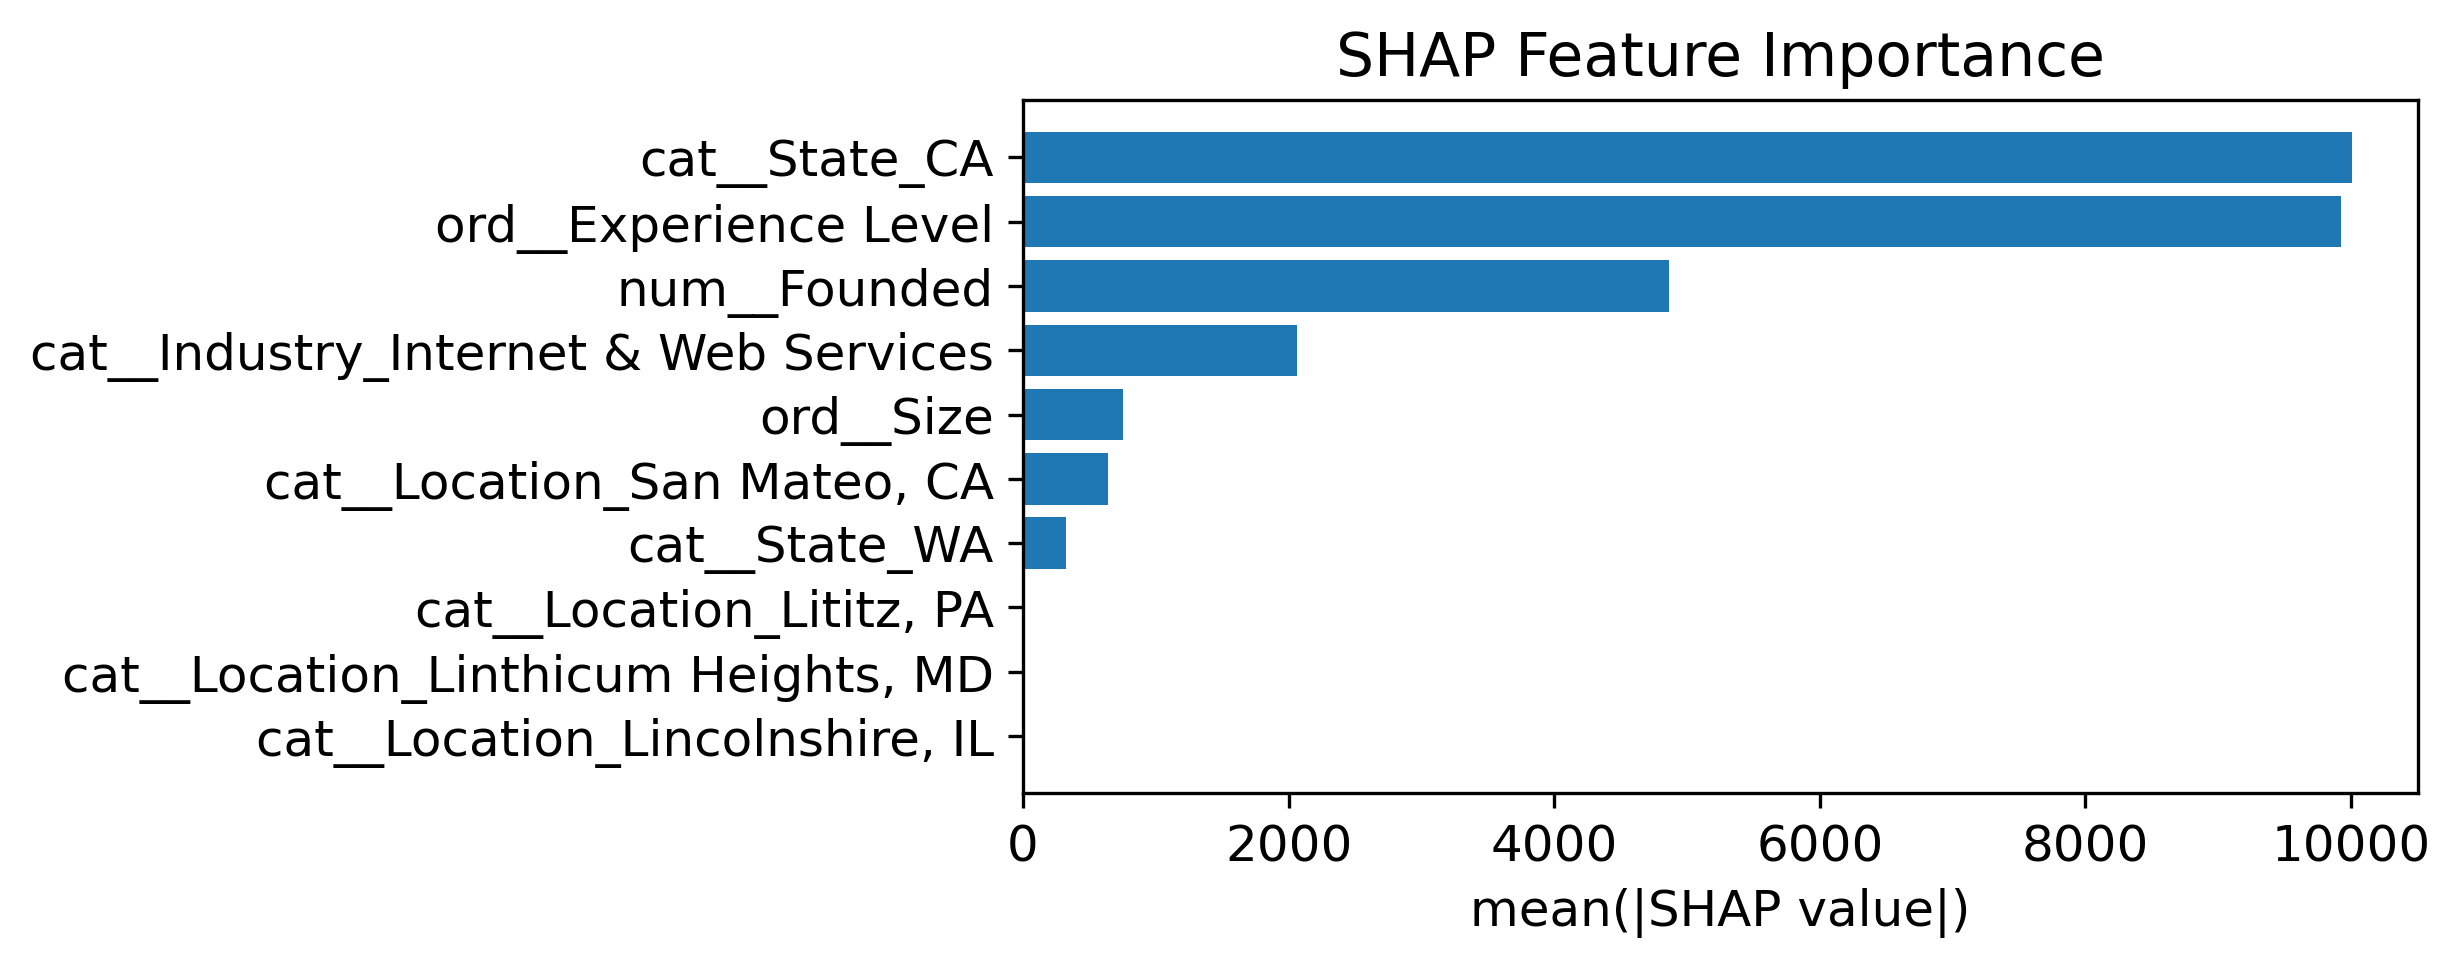 SHAP Feature Importance
cat__State_CA
ord__Experience Level
num__Founded
cat__Industry_Internet & Web Services
ord__Size
cat__Location_San Mateo, CA
cat__State_WA
cat__Location_Lititz, PA
cat__Location_Linthicum Heights, MD
cat__Location_Lincolnshire, IL
0 2000 4000 6000 8000 10000
mean(|SHAP value|)